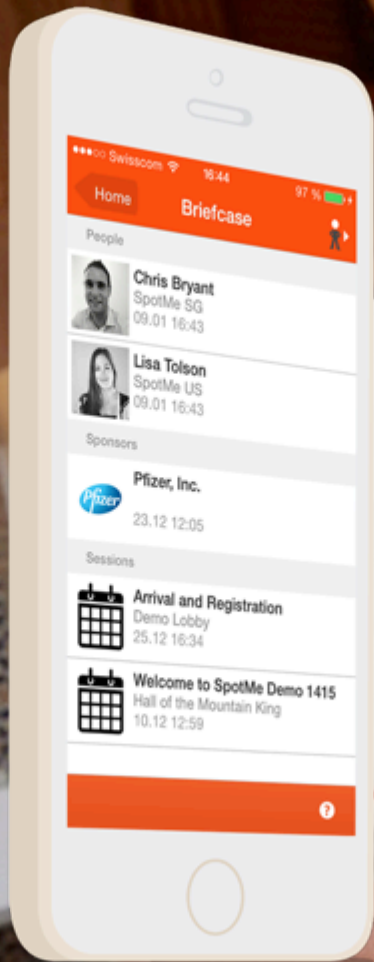 Swisscom 16:44 97 %
Home Briefcase
People
Chris Bryant
SpotMe SG
09.01 16:43
Lisa Tolson
SpotMe US
09.01 16:43
Sponsors
Pfizer
Pfizer, Inc.
23.12 12:05
Sessions
Arrival and Registration
Demo Lobby
25.12 16:34
Welcome to SpotMe Demo 1415
Hall of the Mountain King
10.12 12:59
?